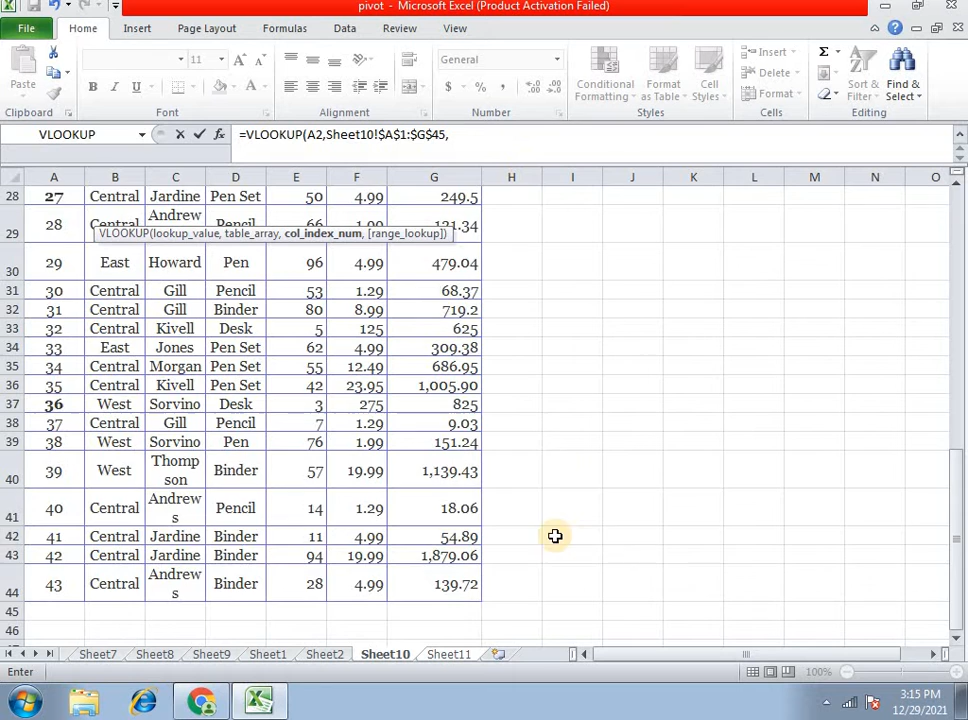 pivot - Microsoft Excel (Product Activation Failed)
File Home Insert Page Layout Formulas Data Review View
Paste 11 A A General Conditional Formatting Format as Table Cell Styles Insert Delete Format Σ Sort & Filter Find & Select
B I U A $ % ,
Clipboard Font Alignment Number Styles Cells Editing
VLOOKUP fx =VLOOKUP(A2,Sheet10!$A$1:$G$45,
A B C D E F G H I J K L M N O
28 27 Central Jardine Pen Set 50 4.99 249.5
29 28 Central Andrew Pencil 66 1.99 131.34
VLOOKUP(lookup_value, table_array, col_index_num, [range_lookup])
30 29 East Howard Pen 96 4.99 479.04
31 30 Central Gill Pencil 53 1.29 68.37
32 31 Central Gill Binder 80 8.99 719.2
33 32 Central Kivell Desk 5 125 625
34 33 East Jones Pen Set 62 4.99 309.38
35 34 Central Morgan Pen Set 55 12.49 686.95
36 35 Central Kivell Pen Set 42 23.95 1,005.90
37 36 West Sorvino Desk 3 275 825
38 37 Central Gill Pencil 7 1.29 9.03
39 38 West Sorvino Pen 76 1.99 151.24
40 39 West Thomp son Binder 57 19.99 1,139.43
41 40 Central Andrew s Pencil 14 1.29 18.06
42 41 Central Jardine Binder 11 4.99 54.89
43 42 Central Jardine Binder 94 19.99 1,879.06
44 43 Central Andrew s Binder 28 4.99 139.72
45
46
Sheet7 Sheet8 Sheet9 Sheet1 Sheet2 Sheet10 Sheet11
Enter 100%
3:15 PM
12/29/2021